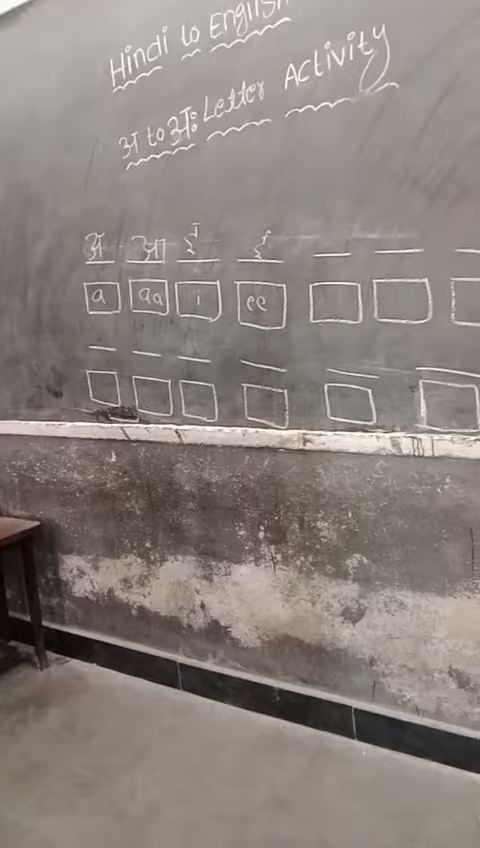 Hindi to English
अ to अः Letter Activity
अ आ इ ई
a aa i ee